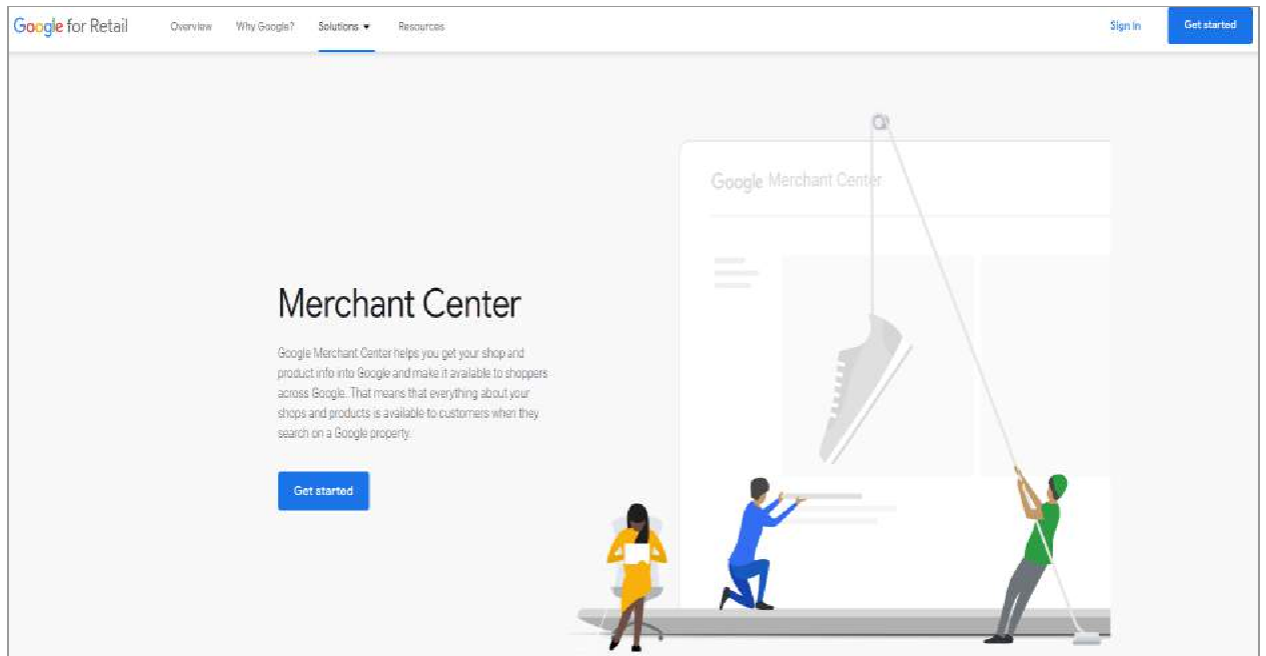 Google for Retail Overview Why Google? Solutions Resources Sign in Get started
Google Merchant Center
Merchant Center
Google Merchant Center helps you get your shop and
product info into Google and make it available to shoppers
across Google. That means that everything about your
shops and products is available to customers when they
search on a Google property.
Get started